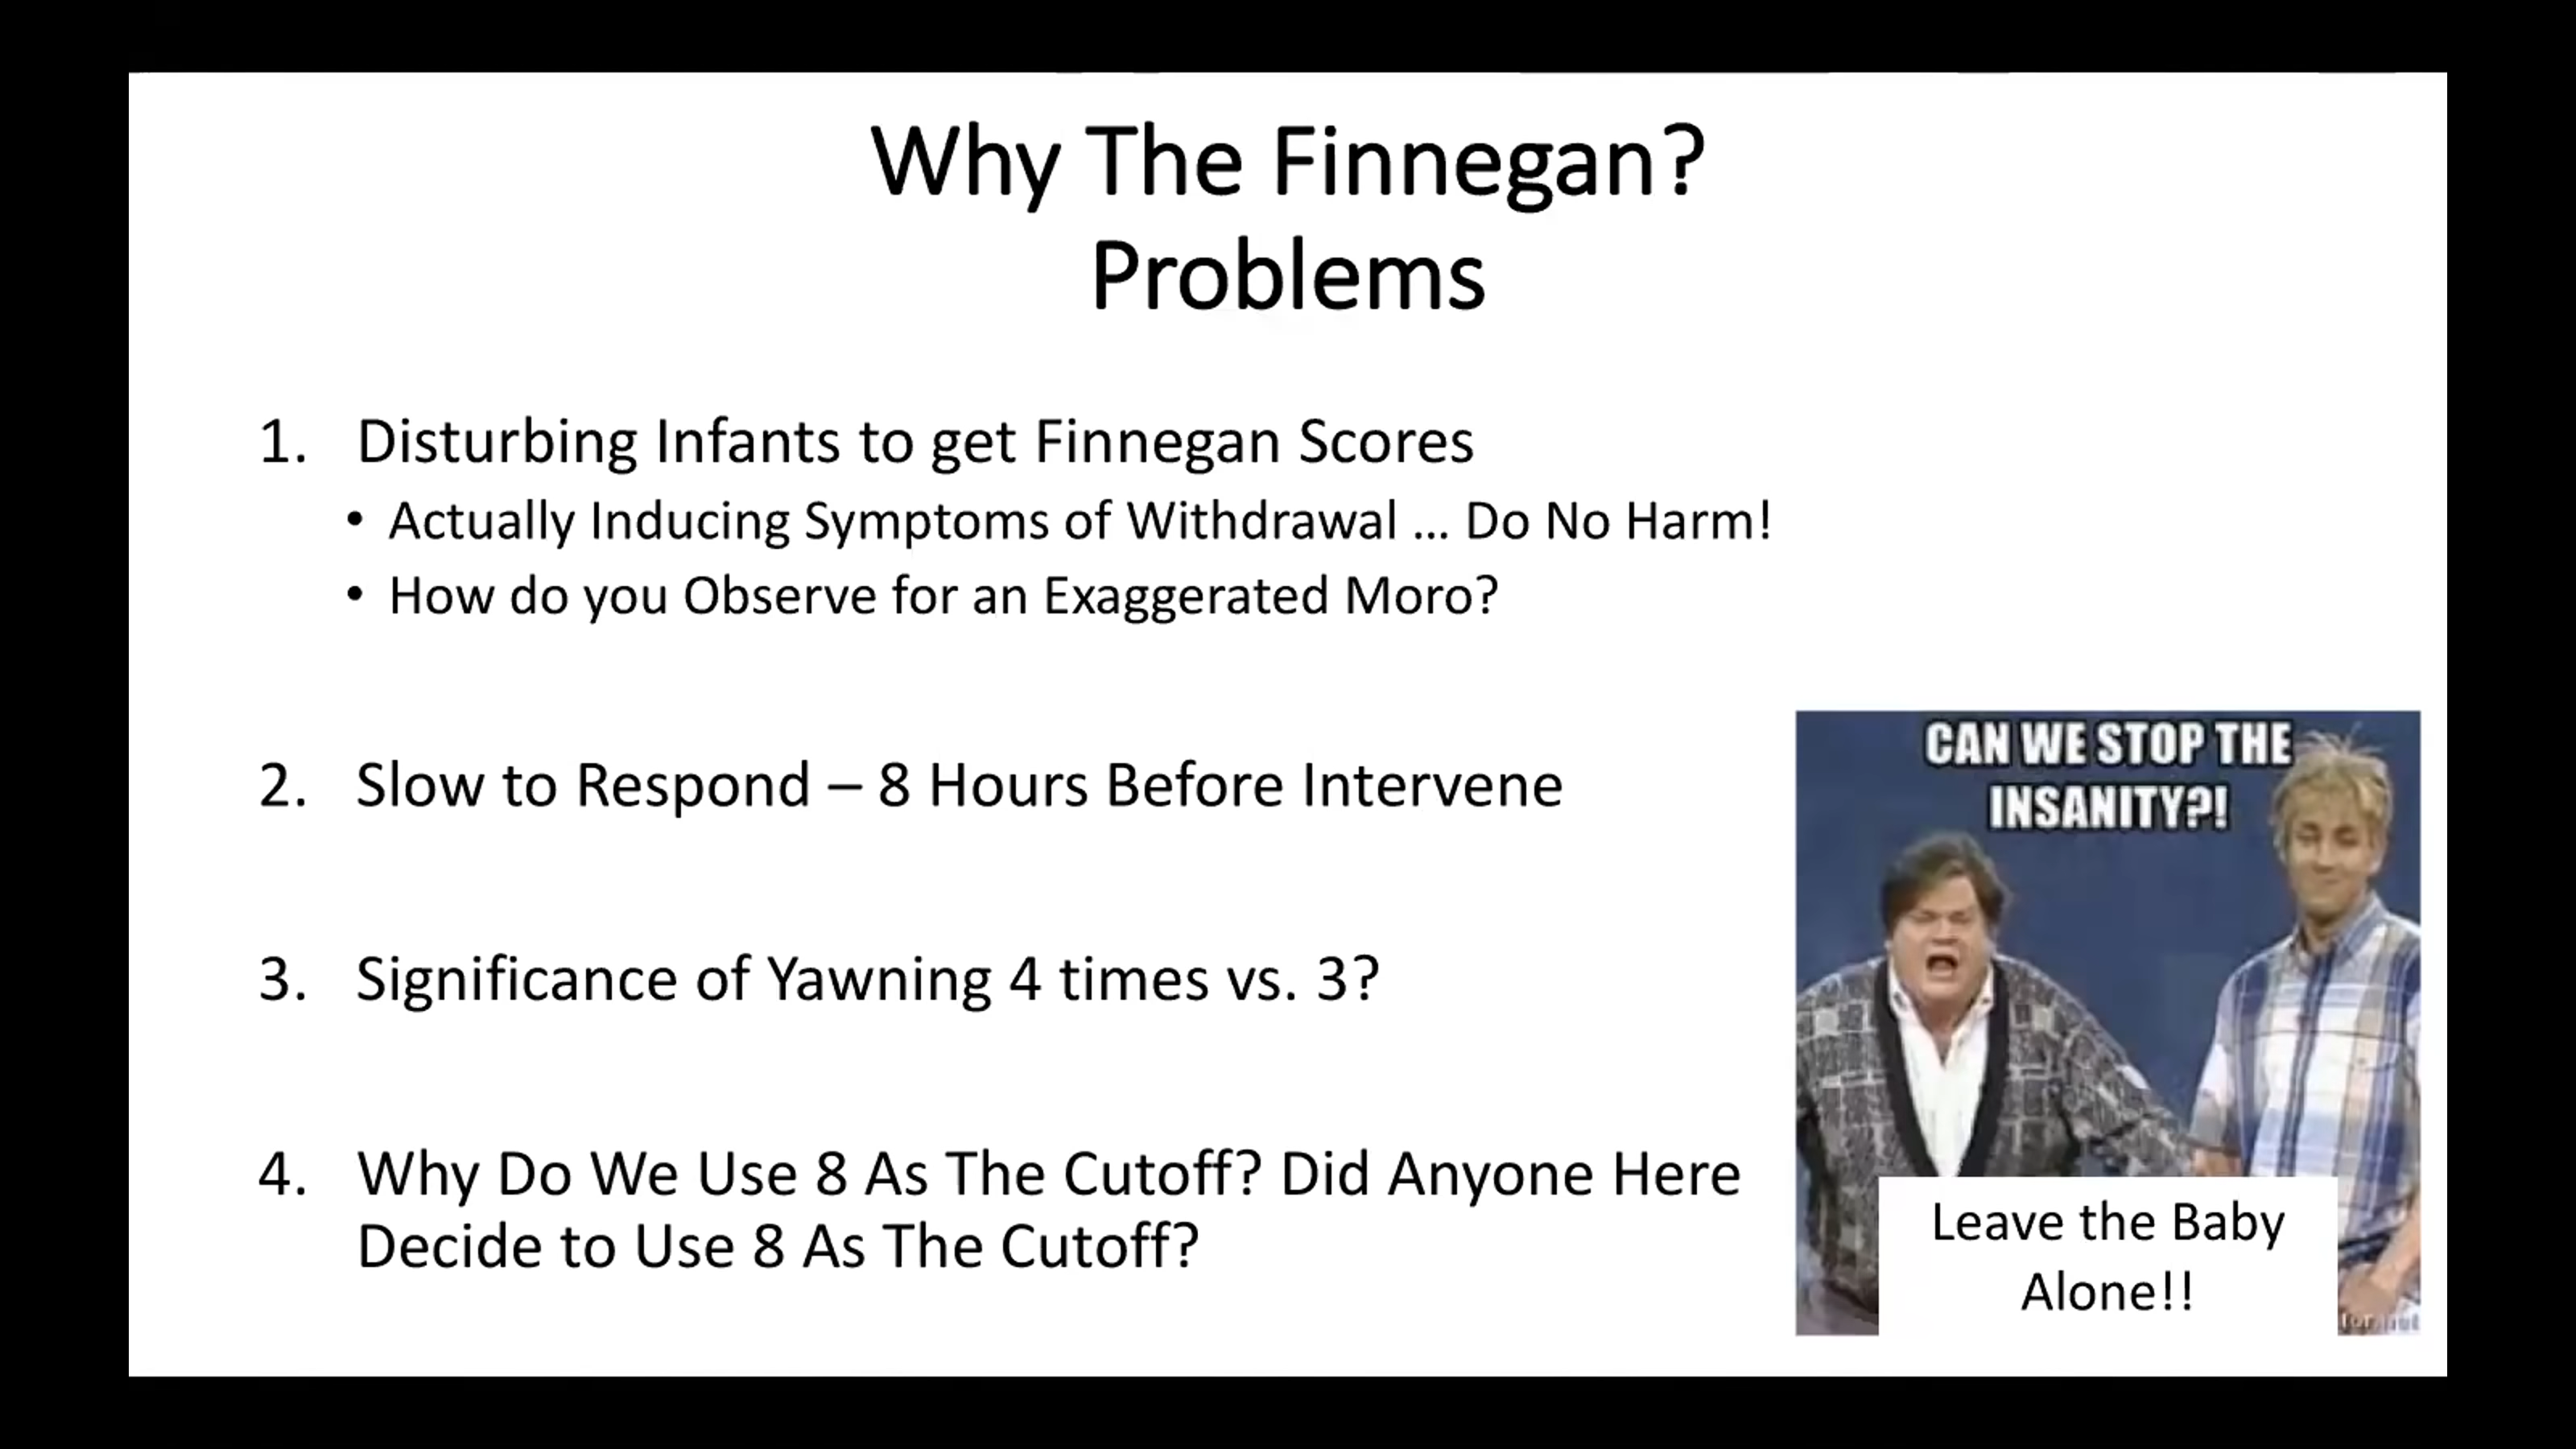 Why The Finnegan?
Problems
1. Disturbing Infants to get Finnegan Scores
• Actually Inducing Symptoms of Withdrawal ... Do No Harm!
• How do you Observe for an Exaggerated Moro?
2. Slow to Respond – 8 Hours Before Intervene
3. Significance of Yawning 4 times vs. 3?
4. Why Do We Use 8 As The Cutoff? Did Anyone Here
Decide to Use 8 As The Cutoff?
CAN WE STOP THE
INSANITY?!
Leave the Baby
Alone!!